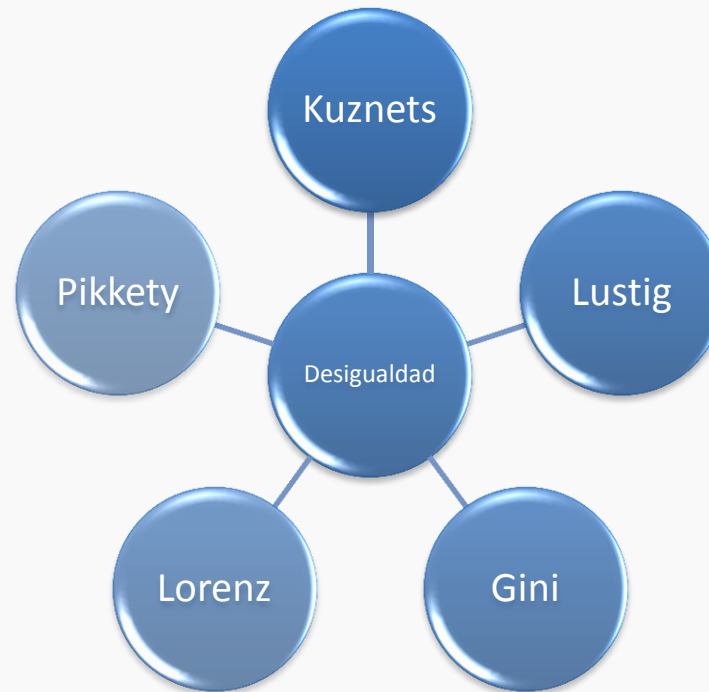 Kuznets
Pikkety
Lustig
Desigualdad
Lorenz
Gini